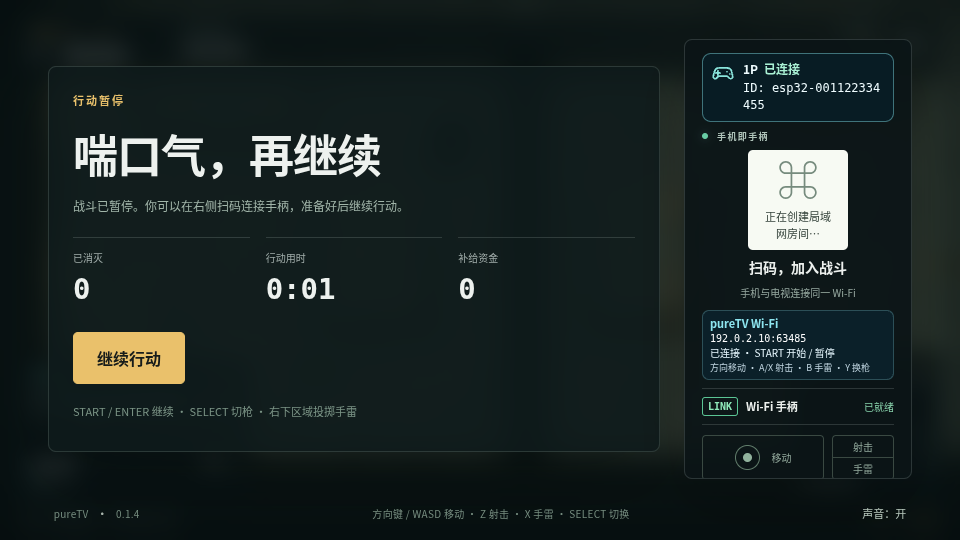 行动暂停
喘口气，再继续
战斗已暂停。你可以在右侧扫码连接手柄，准备好后继续行动。
已消灭
行动用时
补给资金
0
0:01
0
继续行动
START / ENTER 继续 · SELECT 切枪 · 右下区域投掷手雷
1P 已连接
ID: esp32-001122334
455
手机即手柄
正在创建局域
网房间…
扫码，加入战斗
手机与电视连接同一 Wi-Fi
pureTV Wi-Fi
192.0.2.10:63485
已连接 · START 开始 / 暂停
方向移动 · A/X 射击 · B 手雷 · Y 换枪
LINK Wi-Fi 手柄 已就绪
移动
射击
手雷
pureTV · 0.1.4
方向键 / WASD 移动 · Z 射击 · X 手雷 · SELECT 切换
声音：开